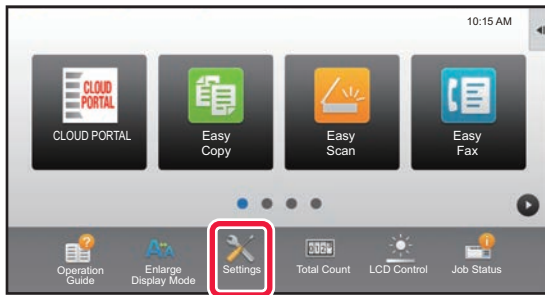 10:15 AM
CLOUD
PORTAL
CLOUD PORTAL
Easy
Copy
Easy
Scan
Easy
Fax
Operation
Guide
Enlarge
Display Mode
Settings
Total Count
LCD Control
Job Status